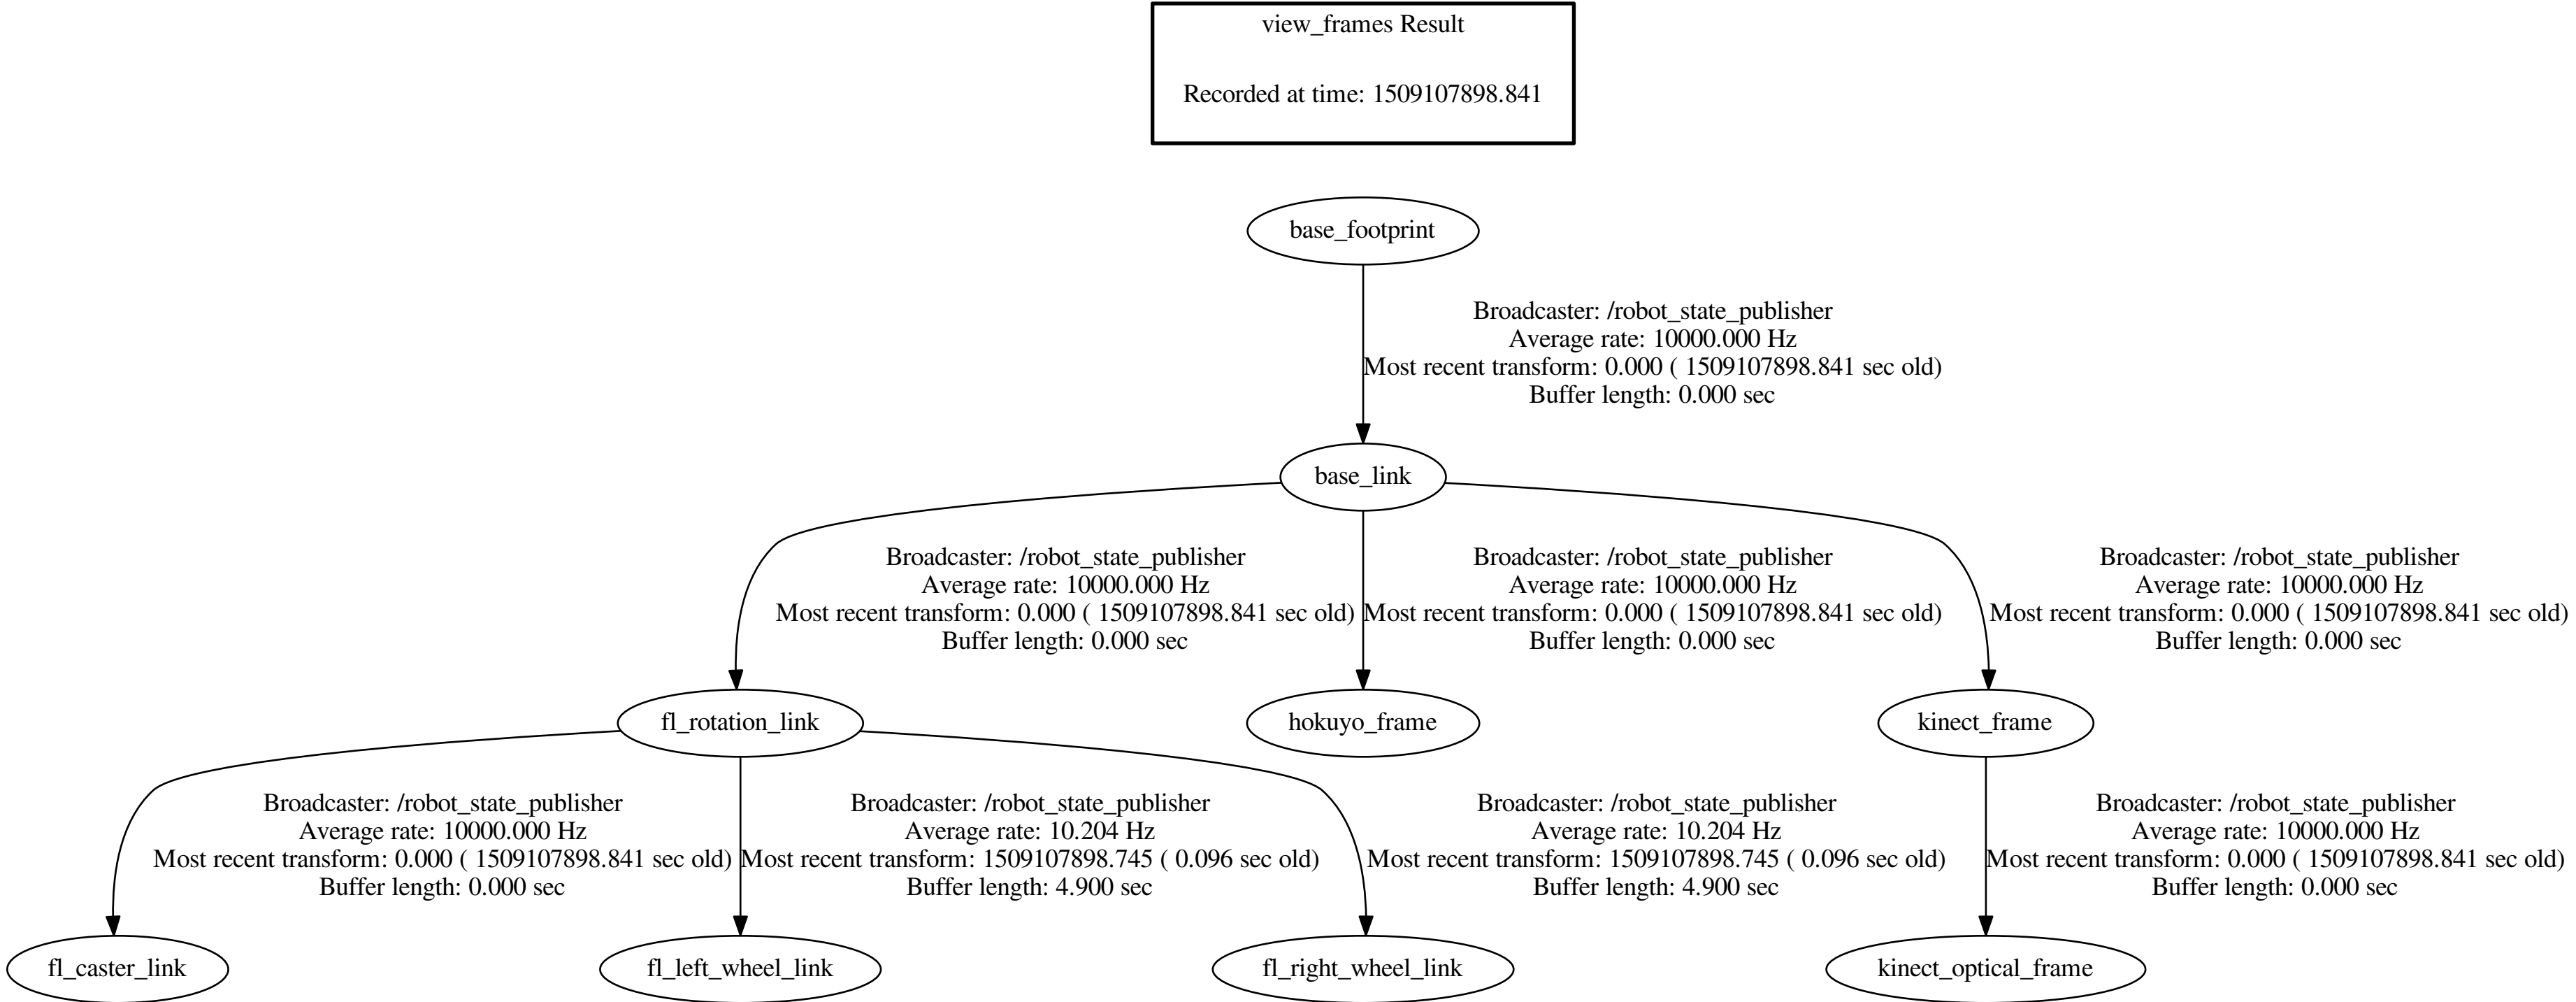 view_frames Result
Recorded at time: 1509107898.841
base_footprint
Broadcaster: /robot_state_publisher
Average rate: 10000.000 Hz
Most recent transform: 0.000 ( 1509107898.841 sec old)
Buffer length: 0.000 sec
base_link
Broadcaster: /robot_state_publisher
Average rate: 10000.000 Hz
Most recent transform: 0.000 ( 1509107898.841 sec old)
Buffer length: 0.000 sec
Broadcaster: /robot_state_publisher
Average rate: 10000.000 Hz
Most recent transform: 0.000 ( 1509107898.841 sec old)
Buffer length: 0.000 sec
Broadcaster: /robot_state_publisher
Average rate: 10000.000 Hz
Most recent transform: 0.000 ( 1509107898.841 sec old)
Buffer length: 0.000 sec
fl_rotation_link
hokuyo_frame
kinect_frame
Broadcaster: /robot_state_publisher
Average rate: 10000.000 Hz
Most recent transform: 0.000 ( 1509107898.841 sec old)
Buffer length: 0.000 sec
Broadcaster: /robot_state_publisher
Average rate: 10.204 Hz
Most recent transform: 1509107898.745 ( 0.096 sec old)
Buffer length: 4.900 sec
Broadcaster: /robot_state_publisher
Average rate: 10.204 Hz
Most recent transform: 1509107898.745 ( 0.096 sec old)
Buffer length: 4.900 sec
Broadcaster: /robot_state_publisher
Average rate: 10000.000 Hz
Most recent transform: 0.000 ( 1509107898.841 sec old)
Buffer length: 0.000 sec
fl_caster_link
fl_left_wheel_link
fl_right_wheel_link
kinect_optical_frame